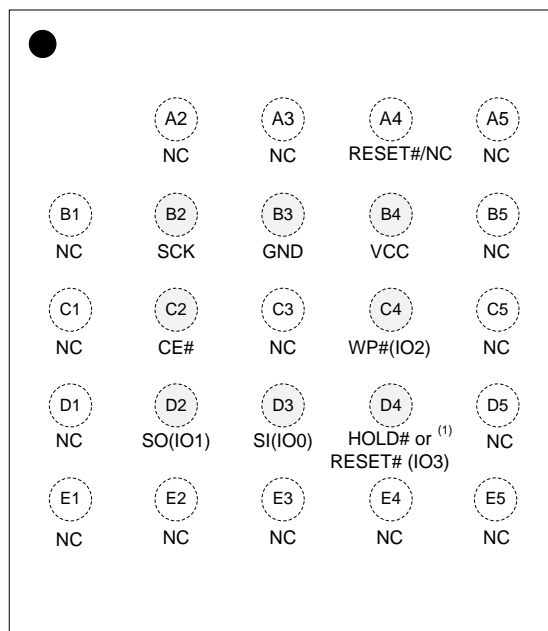 A2 A3 A4 A5
NC NC RESET#/NC NC
B1 B2 B3 B4 B5
NC SCK GND VCC NC
C1 C2 C3 C4 C5
NC CE# NC WP#(IO2) NC
D1 D2 D3 D4 D5
NC SO(IO1) SI(IO0) HOLD# or (1) NC
RESET# (IO3)
E1 E2 E3 E4 E5
NC NC NC NC NC